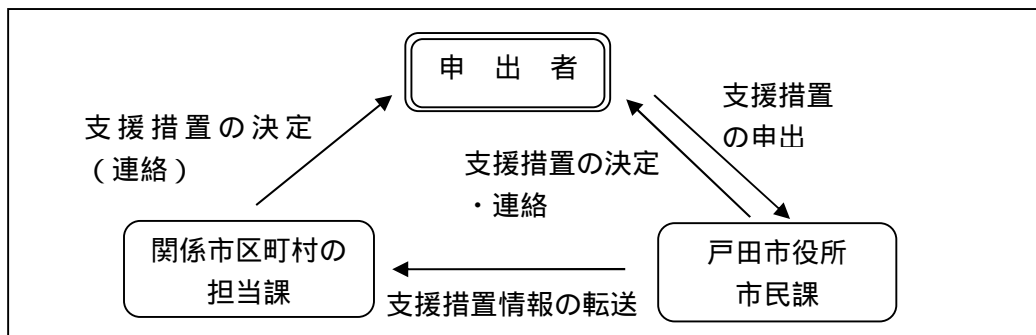 申 出 者
支援措置の決定
(連絡)
支援措置
の申出
支援措置の決定
・連絡
関係市区町村の
担当課
戸田市役所
市民課
支援措置情報の転送